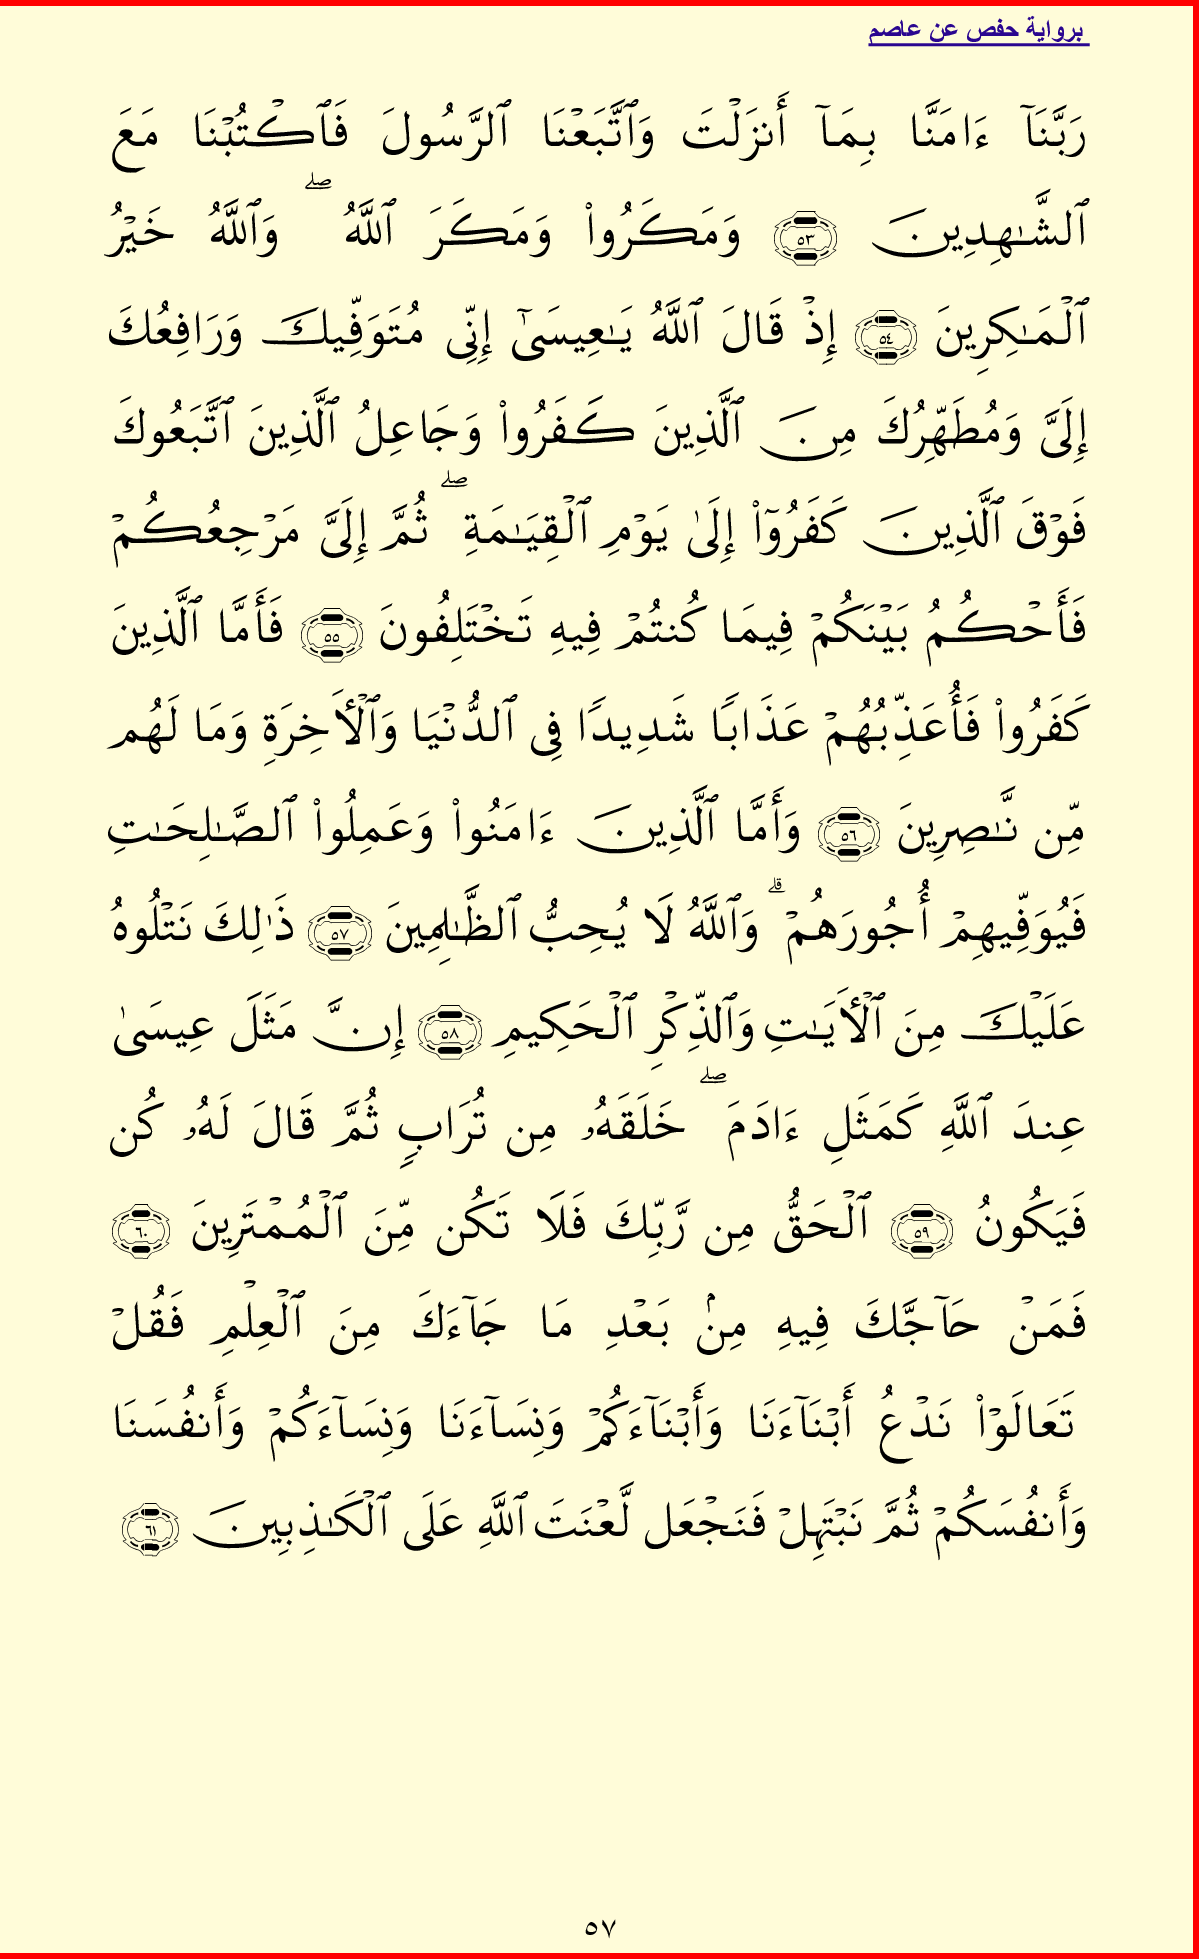 برواية حفص عن عاصم
رَبَّنَآ ءَامَنَّا بِمَآ أَنزَلۡتَ وَٱتَّبَعۡنَا ٱلرَّسُولَ فَٱكۡتُبۡنَا مَعَ
ٱلشَّٰهِدِينَ ٥٣ وَمَكَرُواْ وَمَكَرَ ٱللَّهُۖ وَٱللَّهُ خَيۡرُ
ٱلۡمَٰكِرِينَ ٥٤ إِذۡ قَالَ ٱللَّهُ يَٰعِيسَىٰٓ إِنِّي مُتَوَفِّيكَ وَرَافِعُكَ
إِلَيَّ وَمُطَهِّرُكَ مِنَ ٱلَّذِينَ كَفَرُواْ وَجَاعِلُ ٱلَّذِينَ ٱتَّبَعُوكَ
فَوۡقَ ٱلَّذِينَ كَفَرُوٓاْ إِلَىٰ يَوۡمِ ٱلۡقِيَٰمَةِۖ ثُمَّ إِلَيَّ مَرۡجِعُكُمۡ
فَأَحۡكُمُ بَيۡنَكُمۡ فِيمَا كُنتُمۡ فِيهِ تَخۡتَلِفُونَ ٥٥ فَأَمَّا ٱلَّذِينَ
كَفَرُواْ فَأُعَذِّبُهُمۡ عَذَابٗا شَدِيدٗا فِي ٱلدُّنۡيَا وَٱلۡأٓخِرَةِ وَمَا لَهُم
مِّن نَّٰصِرِينَ ٥٦ وَأَمَّا ٱلَّذِينَ ءَامَنُواْ وَعَمِلُواْ ٱلصَّٰلِحَٰتِ
فَيُوَفِّيهِمۡ أُجُورَهُمۡۗ وَٱللَّهُ لَا يُحِبُّ ٱلظَّٰلِمِينَ ٥٧ ذَٰلِكَ نَتۡلُوهُ
عَلَيۡكَ مِنَ ٱلۡأٓيَٰتِ وَٱلذِّكۡرِ ٱلۡحَكِيمِ ٥٨ إِنَّ مَثَلَ عِيسَىٰ
عِندَ ٱللَّهِ كَمَثَلِ ءَادَمَۖ خَلَقَهُۥ مِن تُرَابٖ ثُمَّ قَالَ لَهُۥ كُن
فَيَكُونُ ٥٩ ٱلۡحَقُّ مِن رَّبِّكَ فَلَا تَكُن مِّنَ ٱلۡمُمۡتَرِينَ ٦٠
فَمَنۡ حَآجَّكَ فِيهِ مِنۢ بَعۡدِ مَا جَآءَكَ مِنَ ٱلۡعِلۡمِ فَقُلۡ
تَعَالَوۡاْ نَدۡعُ أَبۡنَآءَنَا وَأَبۡنَآءَكُمۡ وَنِسَآءَنَا وَنِسَآءَكُمۡ وَأَنفُسَنَا
وَأَنفُسَكُمۡ ثُمَّ نَبۡتَهِلۡ فَنَجۡعَل لَّعۡنَتَ ٱللَّهِ عَلَى ٱلۡكَٰذِبِينَ ٦١
٥٧